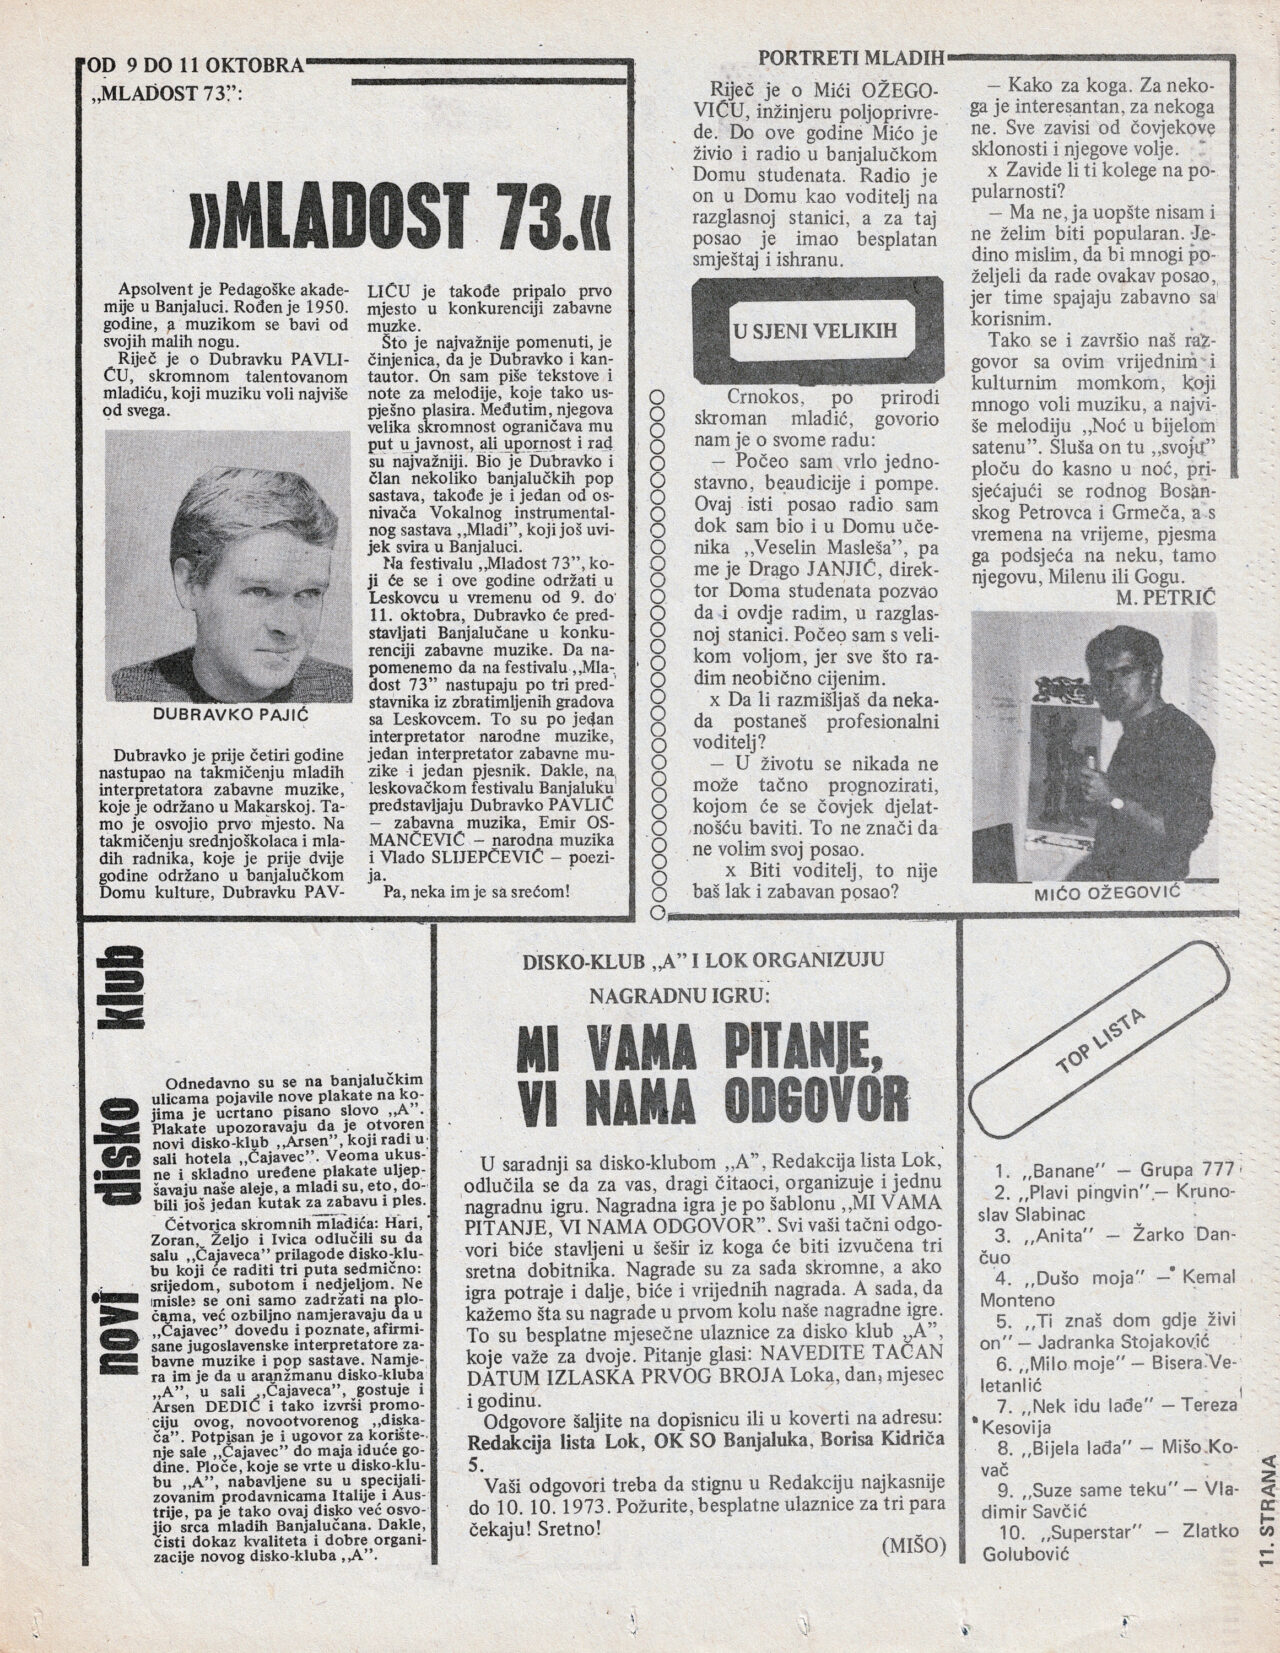 OD 9 DO 11 OKTOBRA
„MLADOST 73”:
»MLADOST 73.«
Apsolvent je Pedagoške akade-
mije u Banjaluci. Rođen je 1950.
godine, a muzikom se bavi od
svojih malih nogu.
Riječ je o Dubravku PAVLI-
ĆU, skromnom talentovanom
mladiću, koji muziku voli najviše
od svega.
DUBRAVKO PAJIĆ
Dubravko je prije četiri godine
nastupao na takmičenju mladih
interpretatora zabavne muzike,
koje je održano u Makarskoj. Ta-
mo je osvojio prvo mjesto. Na
takmičenju srednjoškolaca i mla-
dih radnika, koje je prije dvije
godine održano u banjalučkom
Domu kulture, Dubravku PAV-
LIĆU je takođe pripalo prvo
mjesto u konkurenciji zabavne
muzke.
Što je najvažnije pomenuti, je
činjenica, da je Dubravko i kan-
tautor. On sam piše tekstove i
note za melodije, koje tako us-
pješno plasira. Međutim, njegova
velika skromnost ograničava mu
put u javnost, ali upornost i rad
su najvažniji. Bio je Dubravko i
član nekoliko banjalučkih pop
sastava, takođe je i jedan od os-
nivača Vokalnog instrumental-
nog sastava „Mladi”, koji još uvi-
jek svira u Banjaluci.
Na festivalu „Mladost 73”, ko-
ji će se i ove godine održati u
Leskovcu u vremenu od 9. do
11. oktobra, Dubravko će pred-
stavljati Banjalučane u konku-
renciji zabavne muzike. Da na-
pomenemo da na festivalu „Mla-
dost 73” nastupaju po tri pred-
stavnika iz zbratimljenih gradova
sa Leskovcem. To su po jedan
interpretator narodne muzike,
jedan interpretator zabavne mu-
zike i jedan pjesnik. Dakle, na
leskovačkom festivalu Banjaluku
predstavljaju Dubravko PAVLIĆ
— zabavna muzika, Emir OS-
MANČEVIĆ — narodna muzika
i Vlado SLIJEPČEVIĆ — poezi-
ja.
Pa, neka im je sa srećom!
PORTRETI MLADIH
Riječ je o Mići OŽEGO-
VIĆU, inžinjeru poljoprivre-
de. Do ove godine Mićo je
živio i radio u banjalučkom
Domu studenata. Radio je
on u Domu kao voditelj na
razglasnoj stanici, a za taj
posao je imao besplatan
smještaj i ishranu.
U SJENI VELIKIH
Crnokos, po prirodi
skroman mladić, govorio
nam je o svome radu:
— Počeo sam vrlo jedno-
stavno, beaudicije i pompe.
Ovaj isti posao radio sam
dok sam bio i u Domu uče-
nika „Veselin Masleša”, pa
me je Drago JANJIĆ, direk-
tor Doma studenata pozvao
da i ovdje radim, u razglas-
noj stanici. Počeo sam s veli-
kom voljom, jer sve što ra-
dim neobično cijenim.
x Da li razmišljaš da neka-
da postaneš profesionalni
voditelj?
— U životu se nikada ne
može tačno prognozirati,
kojom će se čovjek djelat-
nošću baviti. To ne znači da
ne volim svoj posao.
x Biti voditelj, to nije
baš lak i zabavan posao?
— Kako za koga. Za neko-
ga je interesantan, za nekoga
ne. Sve zavisi od čovjekove
sklonosti i njegove volje.
x Zavide li ti kolege na po-
pularnosti?
— Ma ne, ja uopšte nisam i
ne želim biti popularan. Je-
dino mislim, da bi mnogi po-
željeli da rade ovakav posao,
jer time spajaju zabavno sa
korisnim.
Tako se i završio naš raz-
govor sa ovim vrijednim i
kulturnim momkom, koji
mnogo voli muziku, a najvi-
še melodiju „Noć u bijelom
satenu”. Sluša on tu „svoju”
ploču do kasno u noć, pri-
sjećajući se rodnog Bosan-
skog Petrovca i Grmeča, a s
vremena na vrijeme, pjesma
ga podsjeća na neku, tamo
njegovu, Milenu ili Gogu.
M. PETRIĆ
MIĆO OŽEGOVIĆ
novi disko klub
Odnedavno su se na banjalučkim
ulicama pojavile nove plakate na ko-
jima je ucrtano pisano slovo „A”.
Plakate upozoravaju da je otvoren
novi disko-klub „Arsen”, koji radi u
sali hotela „Čajavec”. Veoma ukus-
ne i skladno uređene plakate uljep-
šavaju naše aleje, a mladi su, eto, do-
bili još jedan kutak za zabavu i ples.
Četvorica skromnih mladića: Hari,
Zoran, Željo i Ivica odlučili su da
salu „Čajaveca” prilagode disko-klu-
bu koji će raditi tri puta sedmično:
srijedom, subotom i nedjeljom. Ne
misle se oni samo zadržati na plo-
čama, već ozbiljno namjeravaju da u
„Čajavec” dovedu i poznate, afirmi-
sane jugoslavenske interpretatore za-
bavne muzike i pop sastave. Namje-
ra im je da u aranžmanu disko-kluba
„A”, u sali „Čajaveca”, gostuje i
Arsen DEDIĆ i tako izvrši promo-
ciju ovog, novootvorenog „diska-
ča”. Potpisan je i ugovor za korište-
nje sale „Čajavec” do maja iduće go-
dine. Ploče, koje se vrte u disko-klu-
bu „A”, nabavljene su u specijali-
zovanim prodavnicama Italije i Aus-
trije, pa je tako ovaj disko već osvo-
jio srca mladih Banjalučana. Dakle,
čisti dokaz kvaliteta i dobre organi-
zacije novog disko-kluba „A”.
DISKO-KLUB „A” I LOK ORGANIZUJU
NAGRADNU IGRU:
MI VAMA PITANJE,
VI NAMA ODGOVOR
U saradnji sa disko-klubom „A”, Redakcija lista Lok,
odlučila se da za vas, dragi čitaoci, organizuje i jednu
nagradnu igru. Nagradna igra je po šablonu „MI VAMA
PITANJE, VI NAMA ODGOVOR”. Svi vaši tačni odgo-
vori biće stavljeni u šešir iz koga će biti izvučena tri
sretna dobitnika. Nagrade su za sada skromne, a ako
igra potraje i dalje, biće i vrijednih nagrada. A sada, da
kažemo šta su nagrade u prvom kolu naše nagradne igre.
To su besplatne mjesečne ulaznice za disko klub „A”,
koje važe za dvoje. Pitanje glasi: NAVEDITE TAČAN
DATUM IZLASKA PRVOG BROJA Loka, dan, mjesec
i godinu.
Odgovore šaljite na dopisnicu ili u koverti na adresu:
Redakcija lista Lok, OK SO Banjaluka, Borisa Kidriča
5.
Vaši odgovori treba da stignu u Redakciju najkasnije
do 10. 10. 1973. Požurite, besplatne ulaznice za tri para
čekaju! Sretno!
(MIŠO)
TOP LISTA
1. „Banane” — Grupa 777
2. „Plavi pingvin” — Kruno-
slav Slabinac
3. „Anita” — Žarko Dan-
čuo
4. „Dušo moja” — Kemal
Monteno
5. „Ti znaš dom gdje živi
on” — Jadranka Stojaković
6. „Milo moje” — Bisera Ve-
letanlić
7. „Nek idu lađe” — Tereza
Kesovija
8. „Bijela lađa” — Mišo Ko-
vač
9. „Suze same teku” — Vla-
dimir Savčić
10. „Superstar” — Zlatko
Golubović
11. STRANA